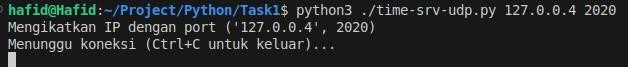 hafid@Hafid:~/Project/Python/Task1$ python3 ./time-srv-udp.py 127.0.0.4 2020
Mengikatkan IP dengan port ('127.0.0.4', 2020)
Menunggu koneksi (Ctrl+C untuk keluar)...